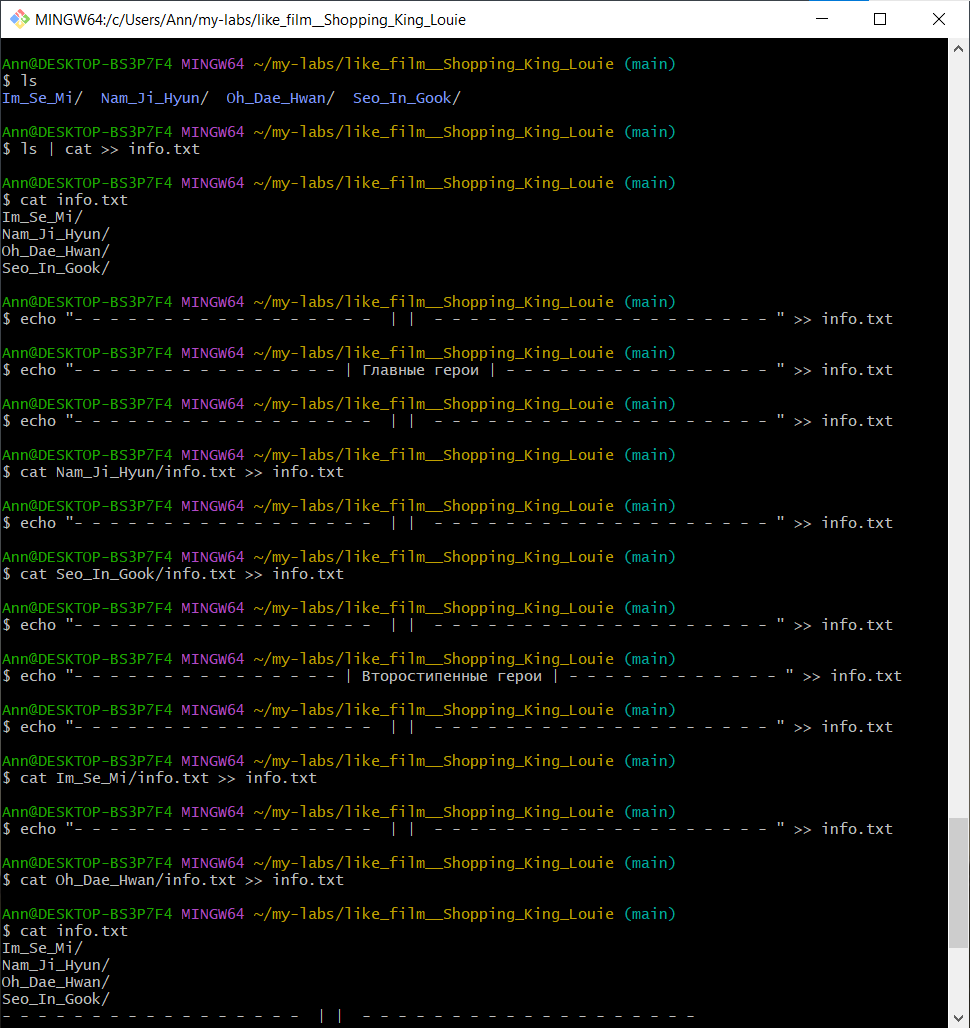 MINGW64:/c/Users/Ann/my-labs/like_film__Shopping_King_Louie
Ann@DESKTOP-BS3P7F4 MINGW64 ~/my-labs/like_film__Shopping_King_Louie (main)
$ ls
Im_Se_Mi/  Nam_Ji_Hyun/  Oh_Dae_Hwan/  Seo_In_Gook/
Ann@DESKTOP-BS3P7F4 MINGW64 ~/my-labs/like_film__Shopping_King_Louie (main)
$ ls | cat >> info.txt
Ann@DESKTOP-BS3P7F4 MINGW64 ~/my-labs/like_film__Shopping_King_Louie (main)
$ cat info.txt
Im_Se_Mi/
Nam_Ji_Hyun/
Oh_Dae_Hwan/
Seo_In_Gook/
Ann@DESKTOP-BS3P7F4 MINGW64 ~/my-labs/like_film__Shopping_King_Louie (main)
$ echo "- - - - - - - - - - - - - - - - -  | |  - - - - - - - - - - - - - - - - - - - " >> info.txt
Ann@DESKTOP-BS3P7F4 MINGW64 ~/my-labs/like_film__Shopping_King_Louie (main)
$ echo "- - - - - - - - - - - - - - - | Главные герои | - - - - - - - - - - - - - - - " >> info.txt
Ann@DESKTOP-BS3P7F4 MINGW64 ~/my-labs/like_film__Shopping_King_Louie (main)
$ echo "- - - - - - - - - - - - - - - - -  | |  - - - - - - - - - - - - - - - - - - - " >> info.txt
Ann@DESKTOP-BS3P7F4 MINGW64 ~/my-labs/like_film__Shopping_King_Louie (main)
$ cat Nam_Ji_Hyun/info.txt >> info.txt
Ann@DESKTOP-BS3P7F4 MINGW64 ~/my-labs/like_film__Shopping_King_Louie (main)
$ echo "- - - - - - - - - - - - - - - - -  | |  - - - - - - - - - - - - - - - - - - - " >> info.txt
Ann@DESKTOP-BS3P7F4 MINGW64 ~/my-labs/like_film__Shopping_King_Louie (main)
$ cat Seo_In_Gook/info.txt >> info.txt
Ann@DESKTOP-BS3P7F4 MINGW64 ~/my-labs/like_film__Shopping_King_Louie (main)
$ echo "- - - - - - - - - - - - - - - - -  | |  - - - - - - - - - - - - - - - - - - - " >> info.txt
Ann@DESKTOP-BS3P7F4 MINGW64 ~/my-labs/like_film__Shopping_King_Louie (main)
$ echo "- - - - - - - - - - - - - - - | Второстипенные герои | - - - - - - - - - - - - " >> info.txt
Ann@DESKTOP-BS3P7F4 MINGW64 ~/my-labs/like_film__Shopping_King_Louie (main)
$ echo "- - - - - - - - - - - - - - - - -  | |  - - - - - - - - - - - - - - - - - - - " >> info.txt
Ann@DESKTOP-BS3P7F4 MINGW64 ~/my-labs/like_film__Shopping_King_Louie (main)
$ cat Im_Se_Mi/info.txt >> info.txt
Ann@DESKTOP-BS3P7F4 MINGW64 ~/my-labs/like_film__Shopping_King_Louie (main)
$ echo "- - - - - - - - - - - - - - - - -  | |  - - - - - - - - - - - - - - - - - - - " >> info.txt
Ann@DESKTOP-BS3P7F4 MINGW64 ~/my-labs/like_film__Shopping_King_Louie (main)
$ cat Oh_Dae_Hwan/info.txt >> info.txt
Ann@DESKTOP-BS3P7F4 MINGW64 ~/my-labs/like_film__Shopping_King_Louie (main)
$ cat info.txt
Im_Se_Mi/
Nam_Ji_Hyun/
Oh_Dae_Hwan/
Seo_In_Gook/
- - - - - - - - - - - - - - - - -  | |  - - - - - - - - - - - - - - - - - - -